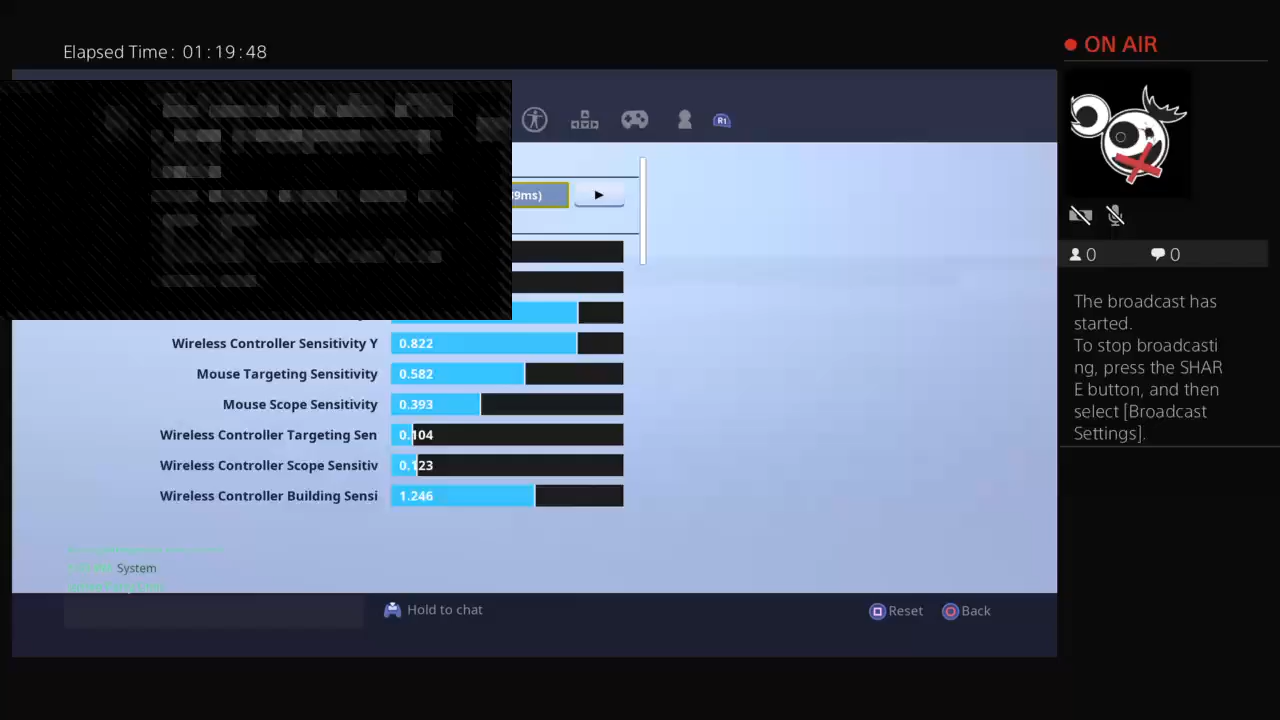 Elapsed Time: 01:19:48
ON AIR
R1
9ms)
0
0
The broadcast has
started.
To stop broadcasti
ng, press the SHAR
E button, and then
select [Broadcast
Settings].
Wireless Controller Sensitivity Y 0.822
Mouse Targeting Sensitivity 0.582
Mouse Scope Sensitivity 0.393
Wireless Controller Targeting Sen 0.104
Wireless Controller Scope Sensitiv 0.123
Wireless Controller Building Sensi 1.246
System
Hold to chat
Reset
Back